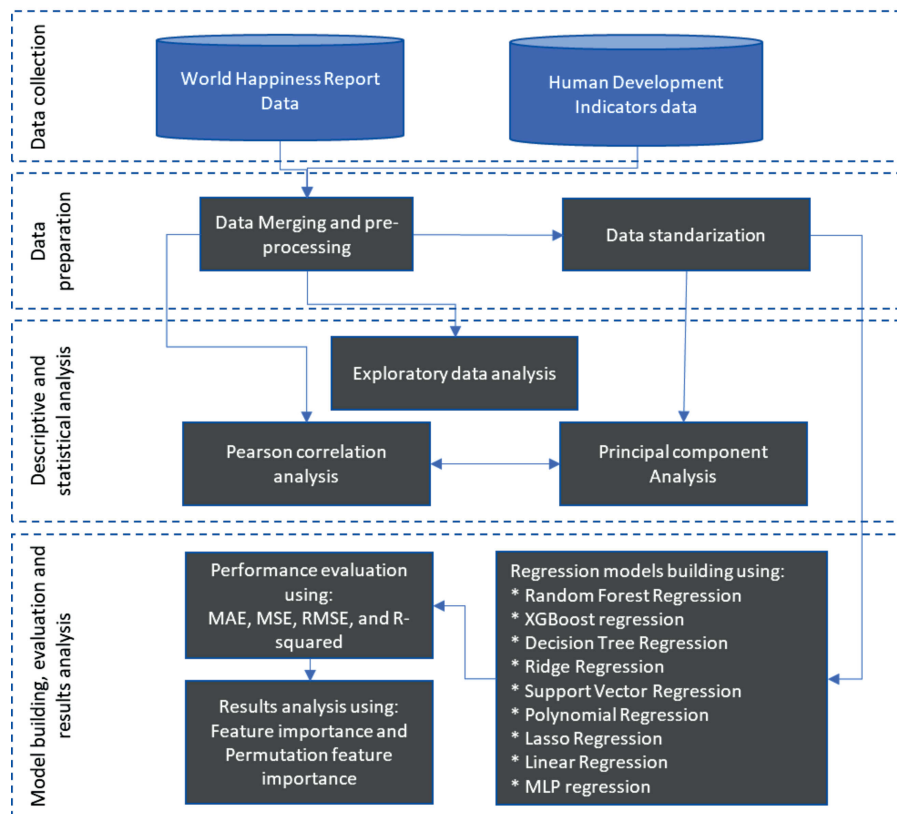 Data collection
World Happiness Report
Data
Human Development
Indicators data
Data
preparation
Data Merging and pre-
processing
Data standarization
Descriptive and
statistical analysis
Exploratory data analysis
Pearson correlation
analysis
Principal component
Analysis
Model building, evaluation and
results analysis
Performance evaluation
using:
MAE, MSE, RMSE, and R-
squared
Results analysis using:
Feature importance and
Permutation feature
importance
Regression models building using:
* Random Forest Regression
* XGBoost regression
* Decision Tree Regression
* Ridge Regression
* Support Vector Regression
* Polynomial Regression
* Lasso Regression
* Linear Regression
* MLP regression